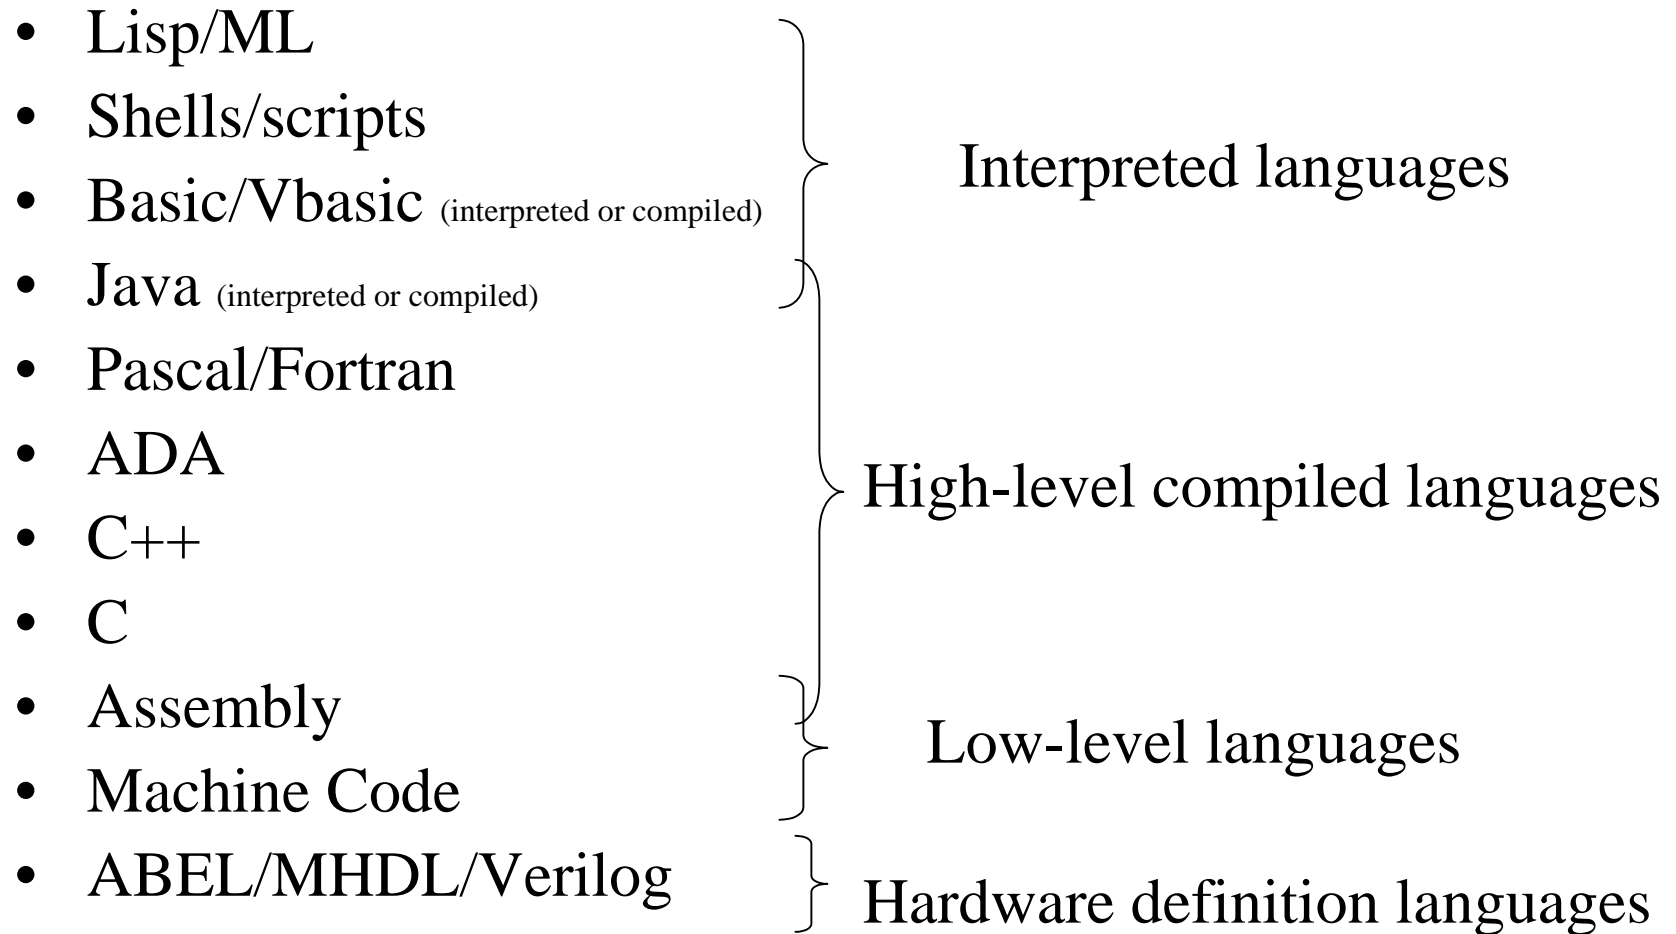 • Lisp/ML
• Shells/scripts
Interpreted languages
• Basic/Vbasic (interpreted or compiled)
• Java (interpreted or compiled)
• Pascal/Fortran
• ADA
High-level compiled languages
• C++
• C
• Assembly
Low-level languages
• Machine Code
• ABEL/MHDL/Verilog
Hardware definition languages